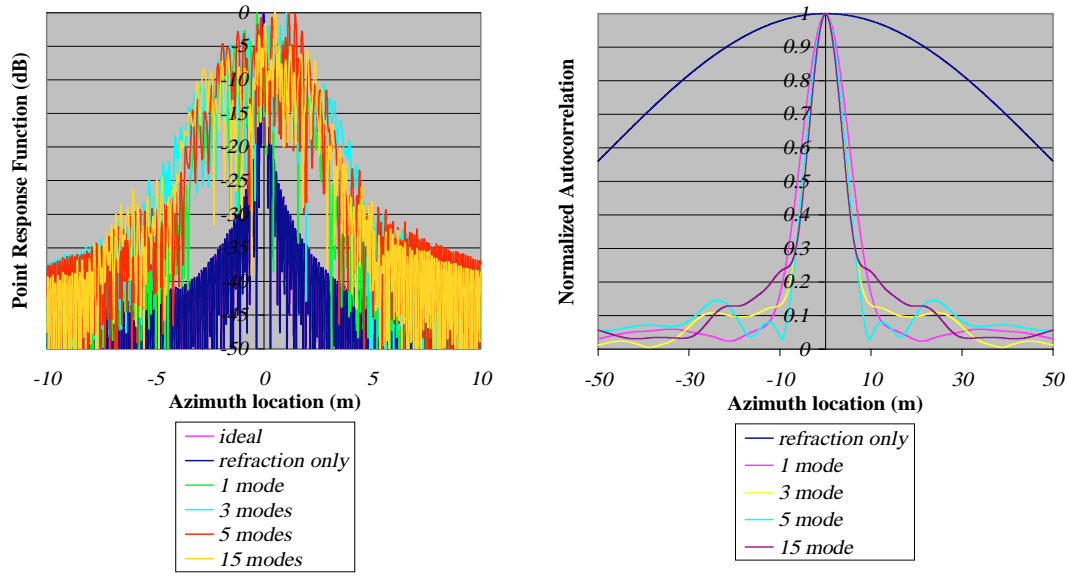 Point Response Function (dB)
0
-5
-10
-15
-20
-25
-30
-35
-40
-45
-50
-10
-5
0
5
10
Azimuth location (m)
ideal
refraction only
1 mode
3 modes
5 modes
15 modes
Normalized Autocorrelation
1
0.9
0.8
0.7
0.6
0.5
0.4
0.3
0.2
0.1
0
-50
-30
-10
10
30
50
Azimuth location (m)
refraction only
1 mode
3 mode
5 mode
15 mode